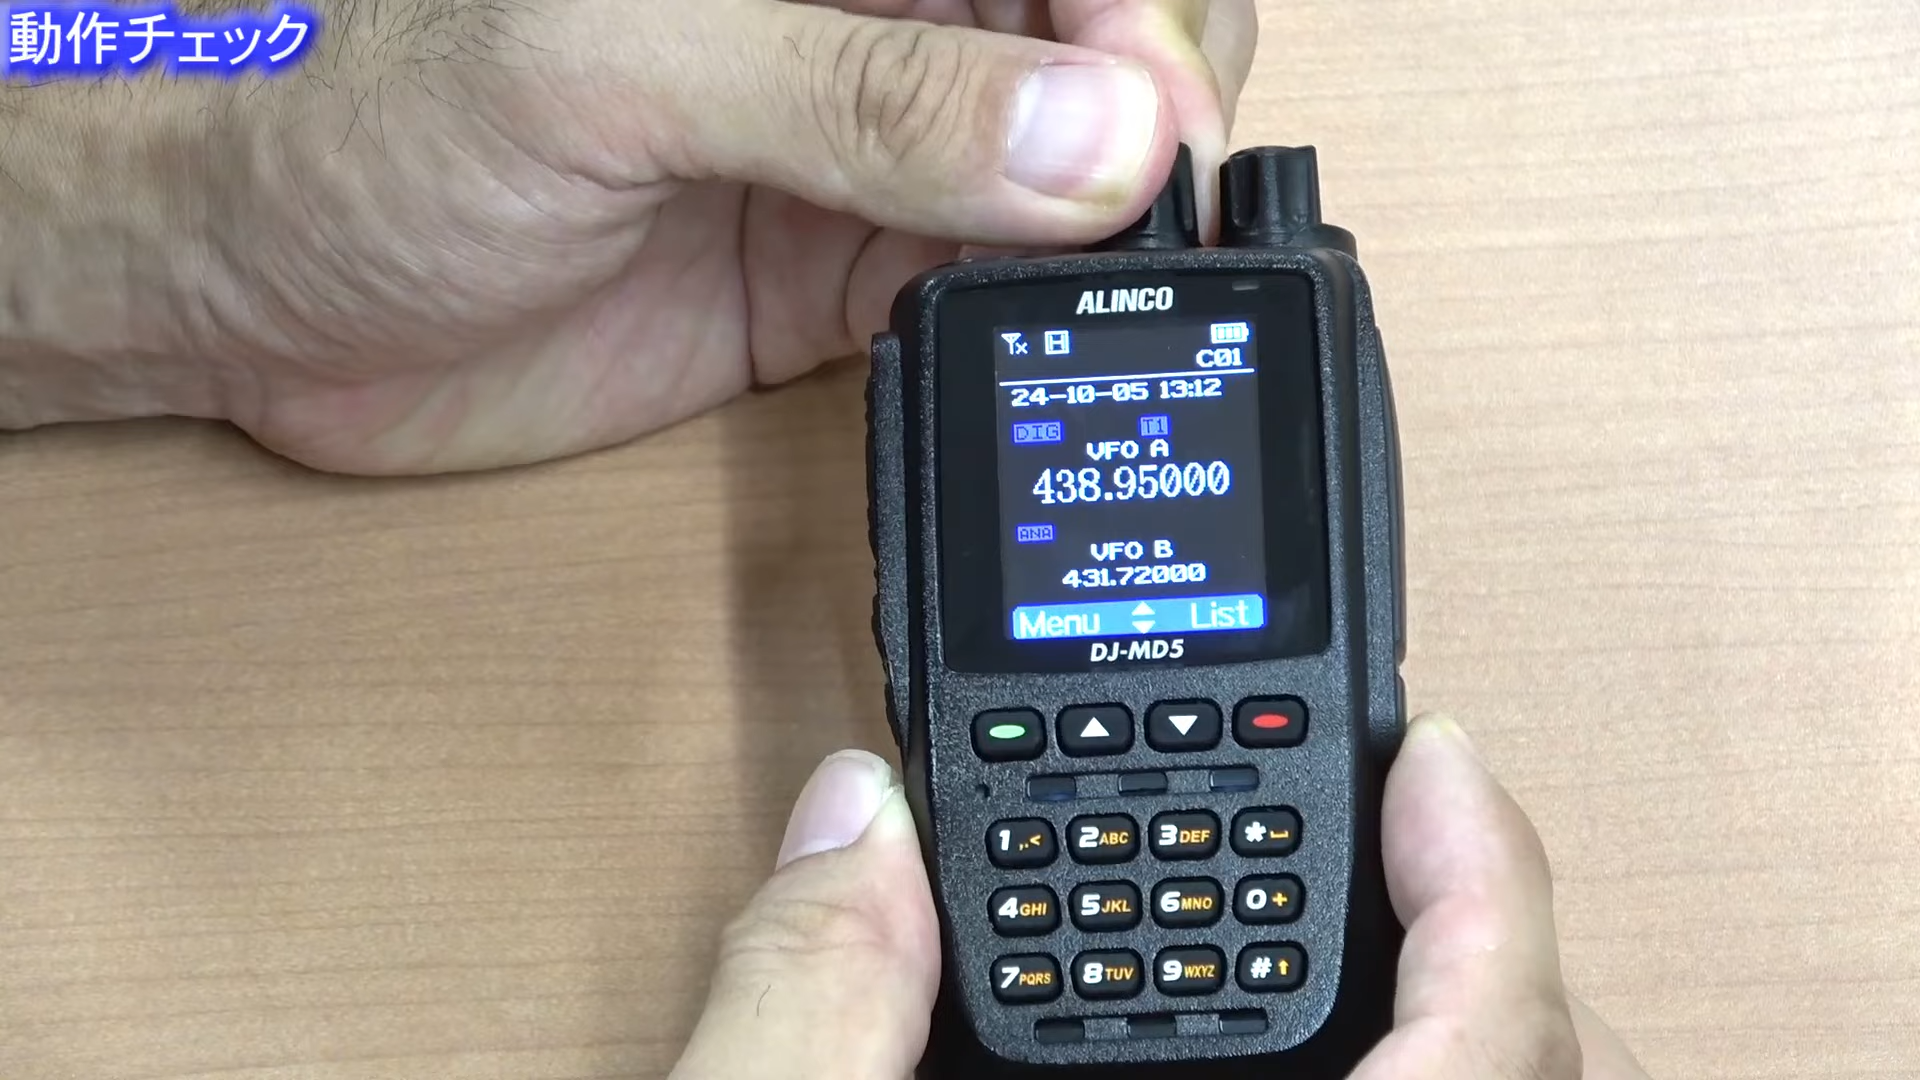 動作チェック
ALINCO
C01
24-10-05 13:12
DIG T1
VFO A
438.95000
ANA
VFO B
431.72000
Menu List
DJ-MD5
1,.< 2ABC 3DEF *
4GHI 5JKL 6MNO 0+
7PQRS 8TUV 9WXYZ #